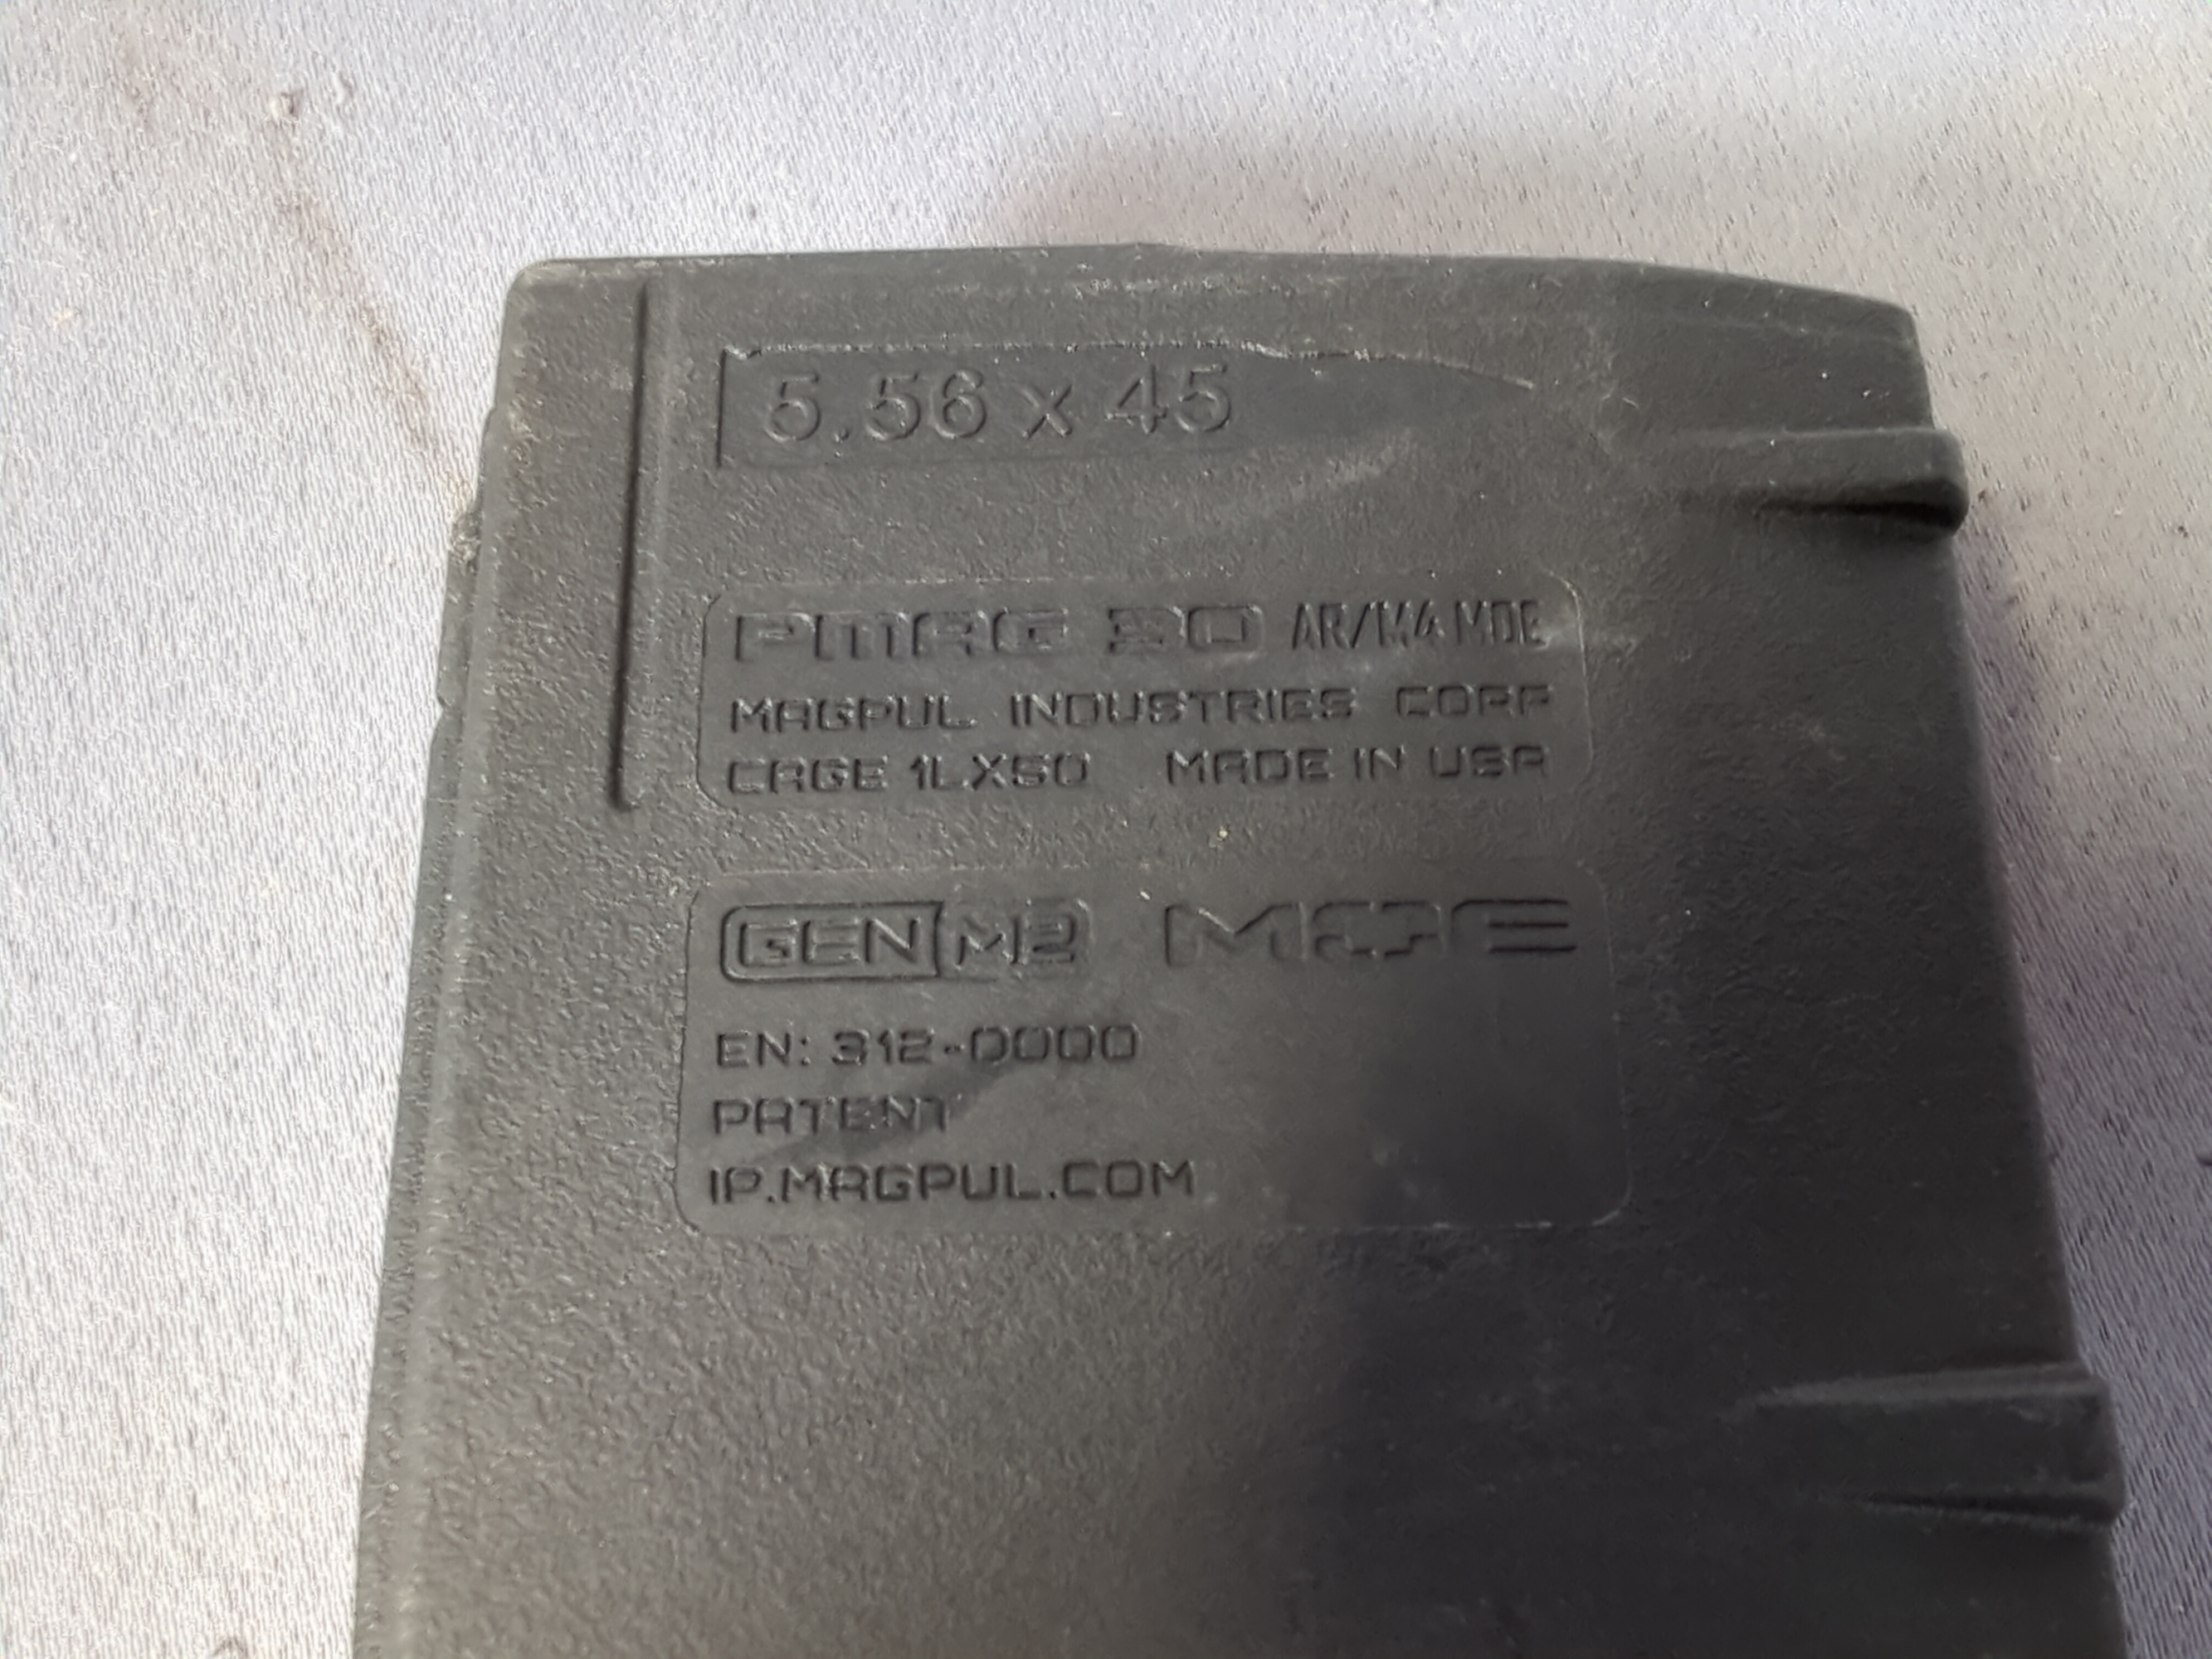 5.56 x 45
PMAG 30 AR/M4 MOE
MAGPUL INDUSTRIES CORP
CAGE 1LX50 MADE IN USA
GEN M2 MOE
EN: 312-0000
PATENT
IP.MAGPUL.COM